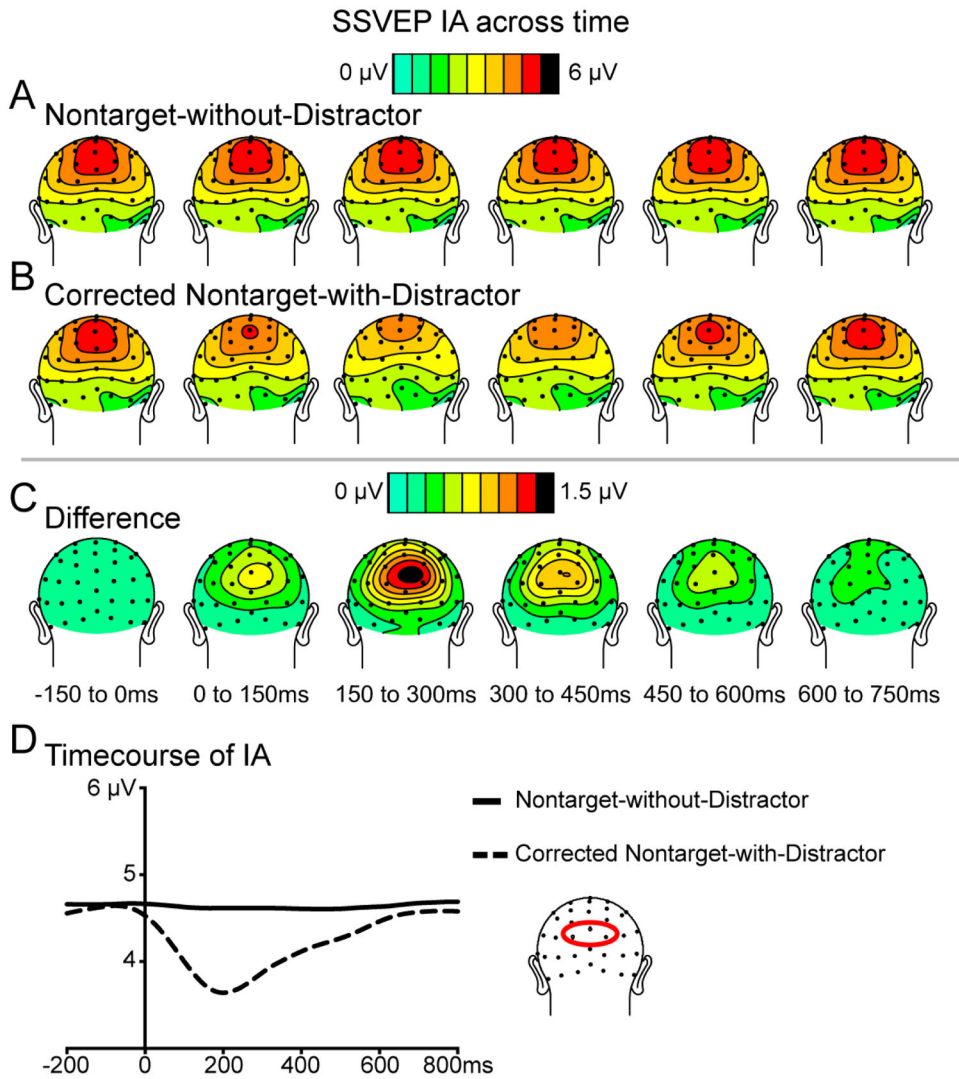 SSVEP IA across time
0 µV 6 µV
A Nontarget-without-Distractor
B Corrected Nontarget-with-Distractor
0 µV 1.5 µV
C Difference
-150 to 0ms 0 to 150ms 150 to 300ms 300 to 450ms 450 to 600ms 600 to 750ms
D Timecourse of IA
6 µV
Nontarget-without-Distractor
Corrected Nontarget-with-Distractor
5
4
-200 0 200 400 600 800ms